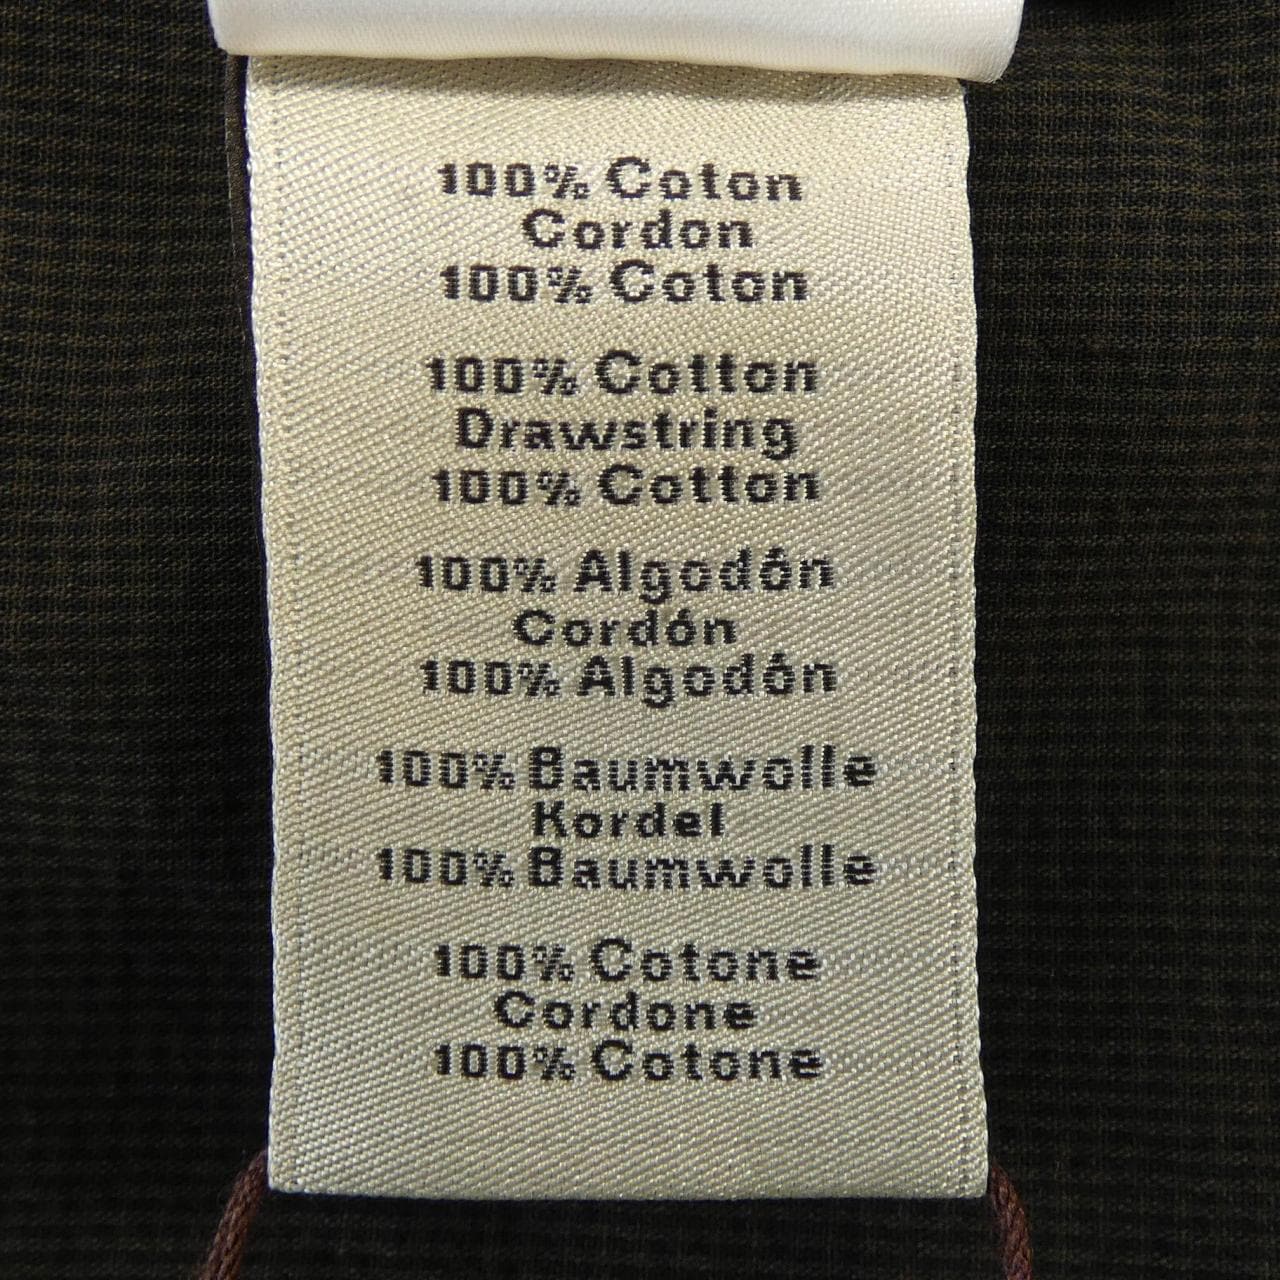 100% Coton
Cordon
100% Coton
100% Cotton
Drawstring
100% Cotton
100% Algodón
Cordón
100% Algodón
100% Baumwolle
Kordel
100% Baumwolle
100% Cotone
Cordone
100% Cotone